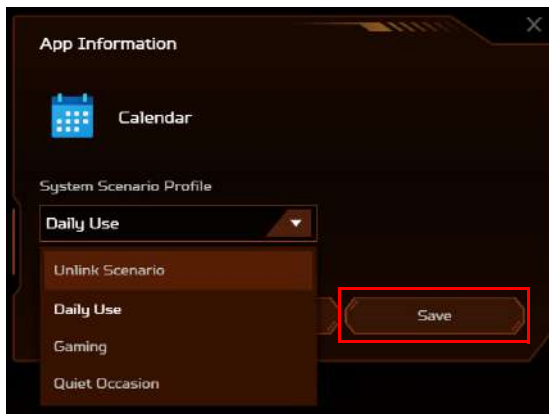 App Information
Calendar
System Scenario Profile
Daily Use
Unlink Scenario
Daily Use
Gaming
Quiet Occasion
Save